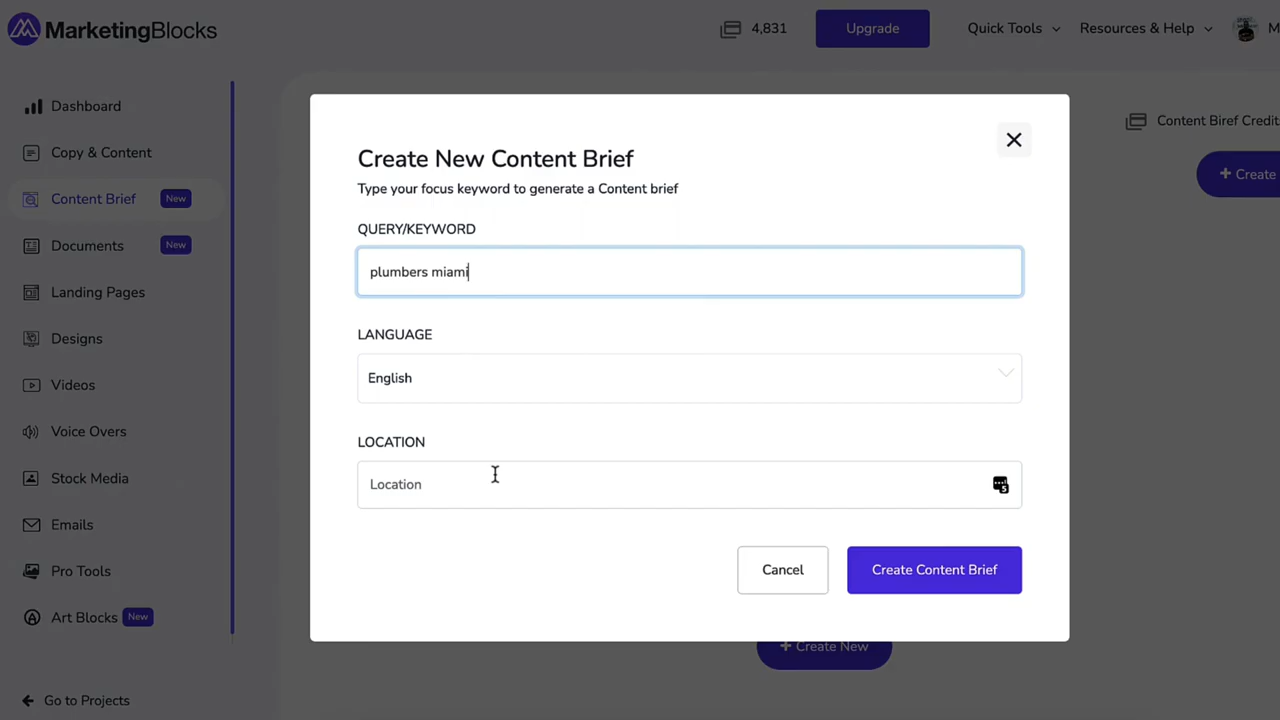 MarketingBlocks
4,831
Upgrade
Quick Tools
Resources & Help
M
Dashboard
Copy & Content
Content Brief New
Documents New
Landing Pages
Designs
Videos
Voice Overs
Stock Media
Emails
Pro Tools
Art Blocks New
Go to Projects
Content Biref Credit
+ Create
Create New Content Brief
Type your focus keyword to generate a Content brief
QUERY/KEYWORD
plumbers miami
LANGUAGE
English
LOCATION
Location
5
Cancel
Create Content Brief
+ Create New